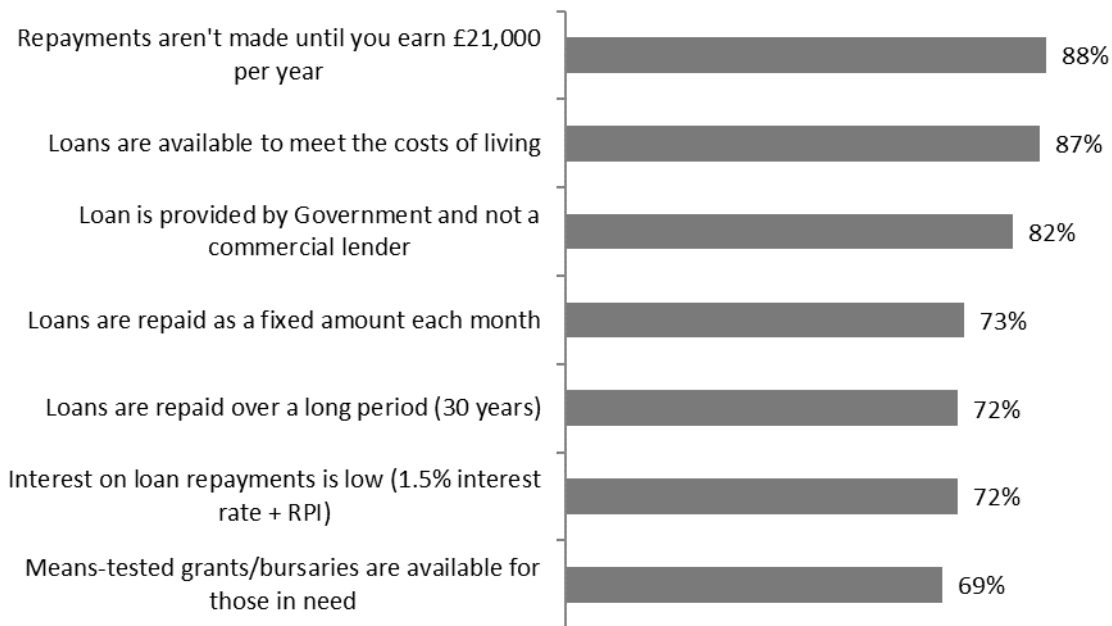 Repayments aren't made until you earn £21,000
per year
88%
Loans are available to meet the costs of living
87%
Loan is provided by Government and not a
commercial lender
82%
Loans are repaid as a fixed amount each month
73%
Loans are repaid over a long period (30 years)
72%
Interest on loan repayments is low (1.5% interest
rate + RPI)
72%
Means-tested grants/bursaries are available for
those in need
69%